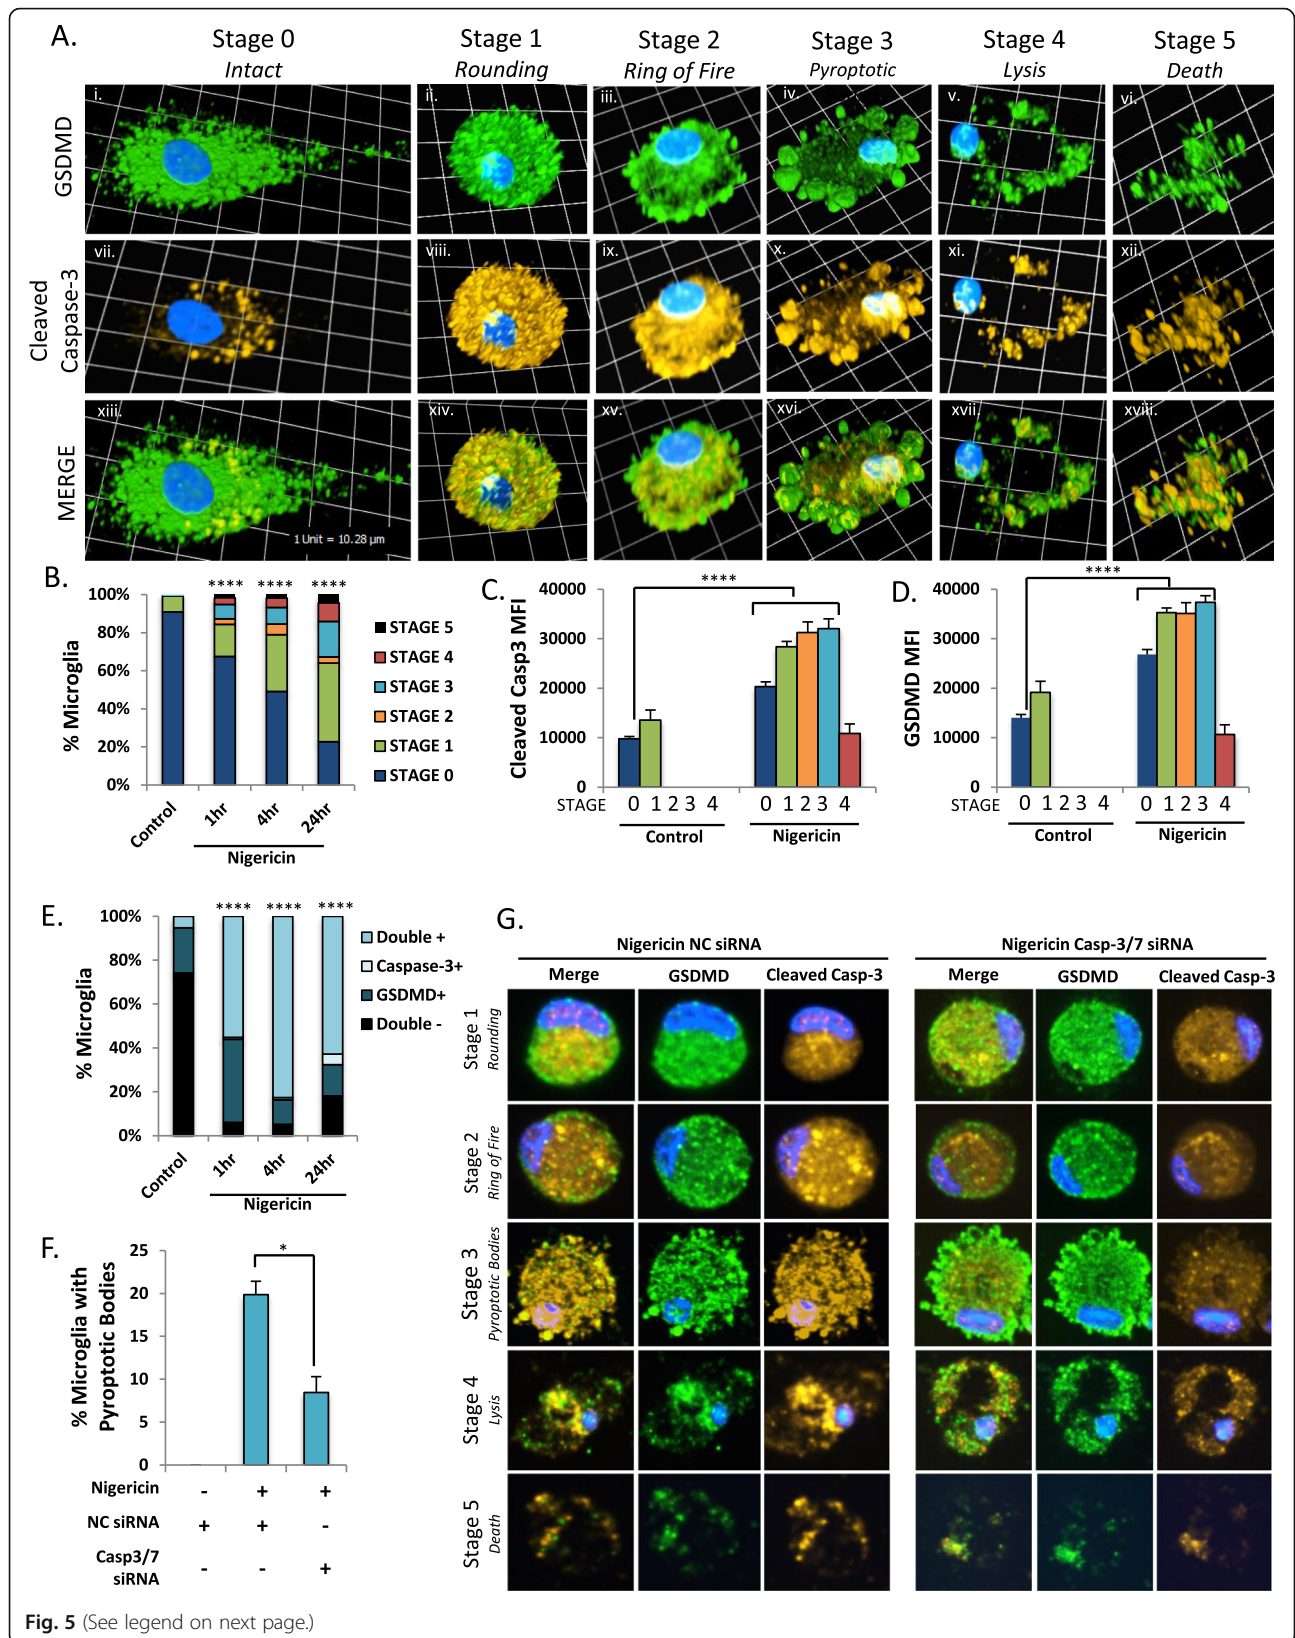 A.
Stage 0 Stage 1 Stage 2 Stage 3 Stage 4 Stage 5
Intact Rounding Ring of Fire Pyroptotic Lysis Death
GSDMD
i. ii. iii. iv. v. vi.
Cleaved
Caspase-3
vii. viii. ix. x. xi. xii.
MERGE
xiii. xiv. xv. xvi. xvii. xviii.
1 Unit = 10.28 µm
B.
% Microglia
100%
80%
60%
40%
20%
0%
**** **** ****
Control 1hr 4hr 24hr
Nigericin
STAGE 5
STAGE 4
STAGE 3
STAGE 2
STAGE 1
STAGE 0
C.
Cleaved Casp3 MFI
40000
30000
20000
10000
0
****
STAGE 0 1 2 3 4 0 1 2 3 4
Control Nigericin
D.
GSDMD MFI
40000
30000
20000
10000
0
****
STAGE 0 1 2 3 4 0 1 2 3 4
Control Nigericin
E.
% Microglia
100%
80%
60%
40%
20%
0%
**** **** ****
Control 1hr 4hr 24hr
Nigericin
Double +
Caspase-3+
GSDMD+
Double -
F.
% Microglia with
Pyroptotic Bodies
25
20
15
10
5
0
*
Nigericin - + +
NC siRNA + + -
Casp3/7
siRNA - - +
G.
Nigericin NC siRNA Nigericin Casp-3/7 siRNA
Merge GSDMD Cleaved Casp-3 Merge GSDMD Cleaved Casp-3
Stage 1
Rounding
Stage 2
Ring of Fire
Stage 3
Pyroptotic Bodies
Stage 4
Lysis
Stage 5
Death
Fig. 5 (See legend on next page.)